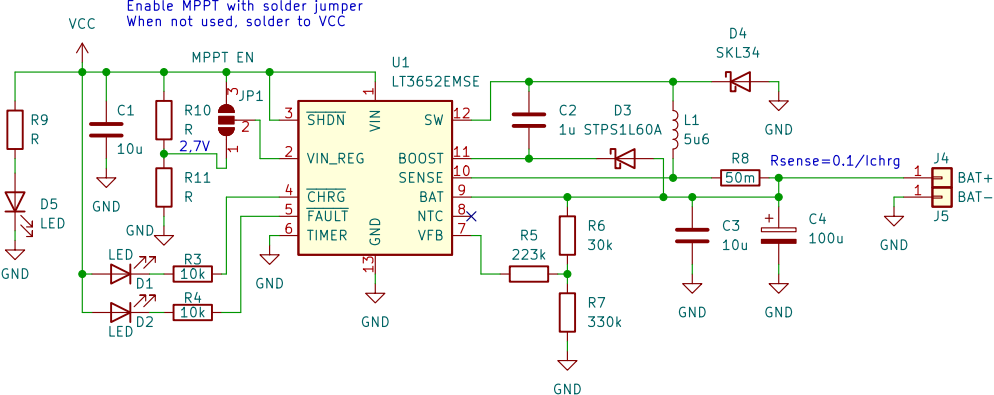 Enable MPPT with solder jumper
When not used, solder to VCC
VCC
MPPT EN
U1
LT3652EMSE
D4
SKL34
GND
R9
R
D5
LED
GND
C1
10u
GND
R10
R
2,7V
R11
R
GND
JP1
3
2
1
3
SHDN
2
VIN_REG
4
CHRG
5
FAULT
6
TIMER
1
VIN
GND
13
SW
12
BOOST
11
SENSE
10
BAT
9
NTC
8
VFB
7
GND
GND
LED
D1
R3
10k
R4
10k
D2
LED
C2
1u
D3
STPS1L60A
L1
5u6
R8
50m
Rsense=0.1/Ichrg
J4
1
BAT+
1
BAT-
J5
GND
R5
223k
R6
30k
R7
330k
GND
C3
10u
GND
C4
100u
+
GND